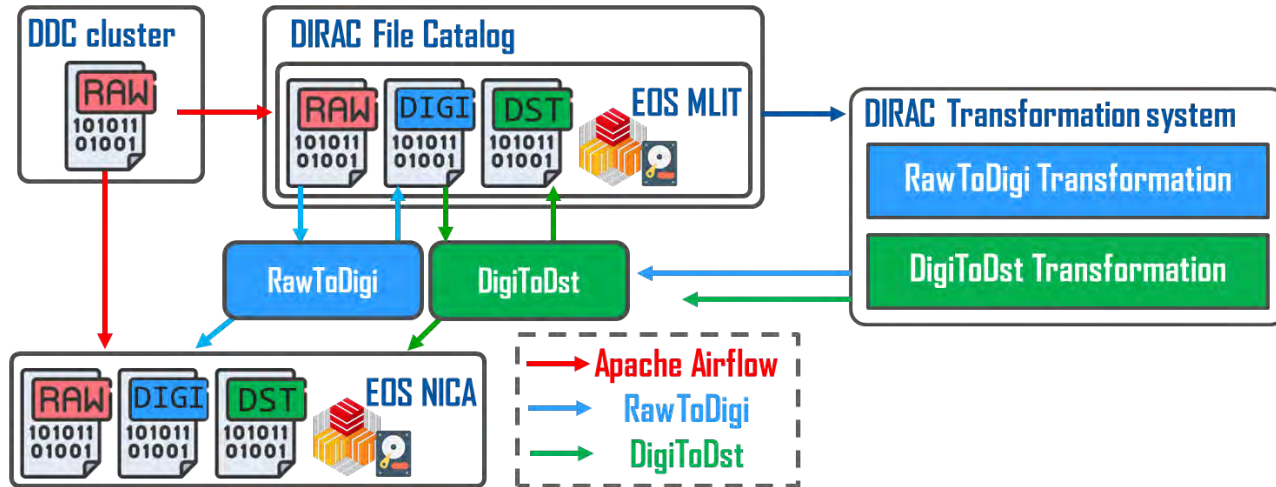 DDC cluster
RAW
101011
01001
DIRAC File Catalog
RAW
101011
01001
DIGI
101011
01001
DST
101011
01001
EOS MLIT
DIRAC Transformation system
RawToDigi Transformation
DigiToDst Transformation
RawToDigi
DigiToDst
RAW
101011
01001
DIGI
101011
01001
DST
101011
01001
EOS NICA
Apache Airflow
RawToDigi
DigiToDst